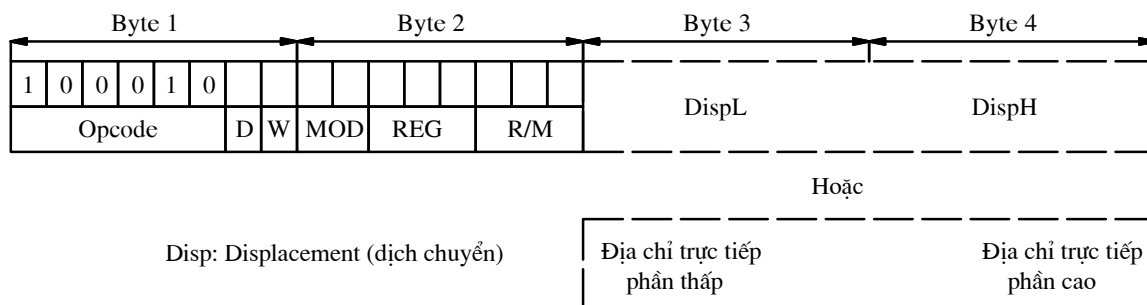 Byte 1 Byte 2 Byte 3 Byte 4
1 0 0 0 1 0
DispL DispH
Opcode D W MOD REG R/M
Hoặc
Disp: Displacement (dịch chuyển)
Địa chỉ trực tiếp Địa chỉ trực tiếp
phần thấp phần cao